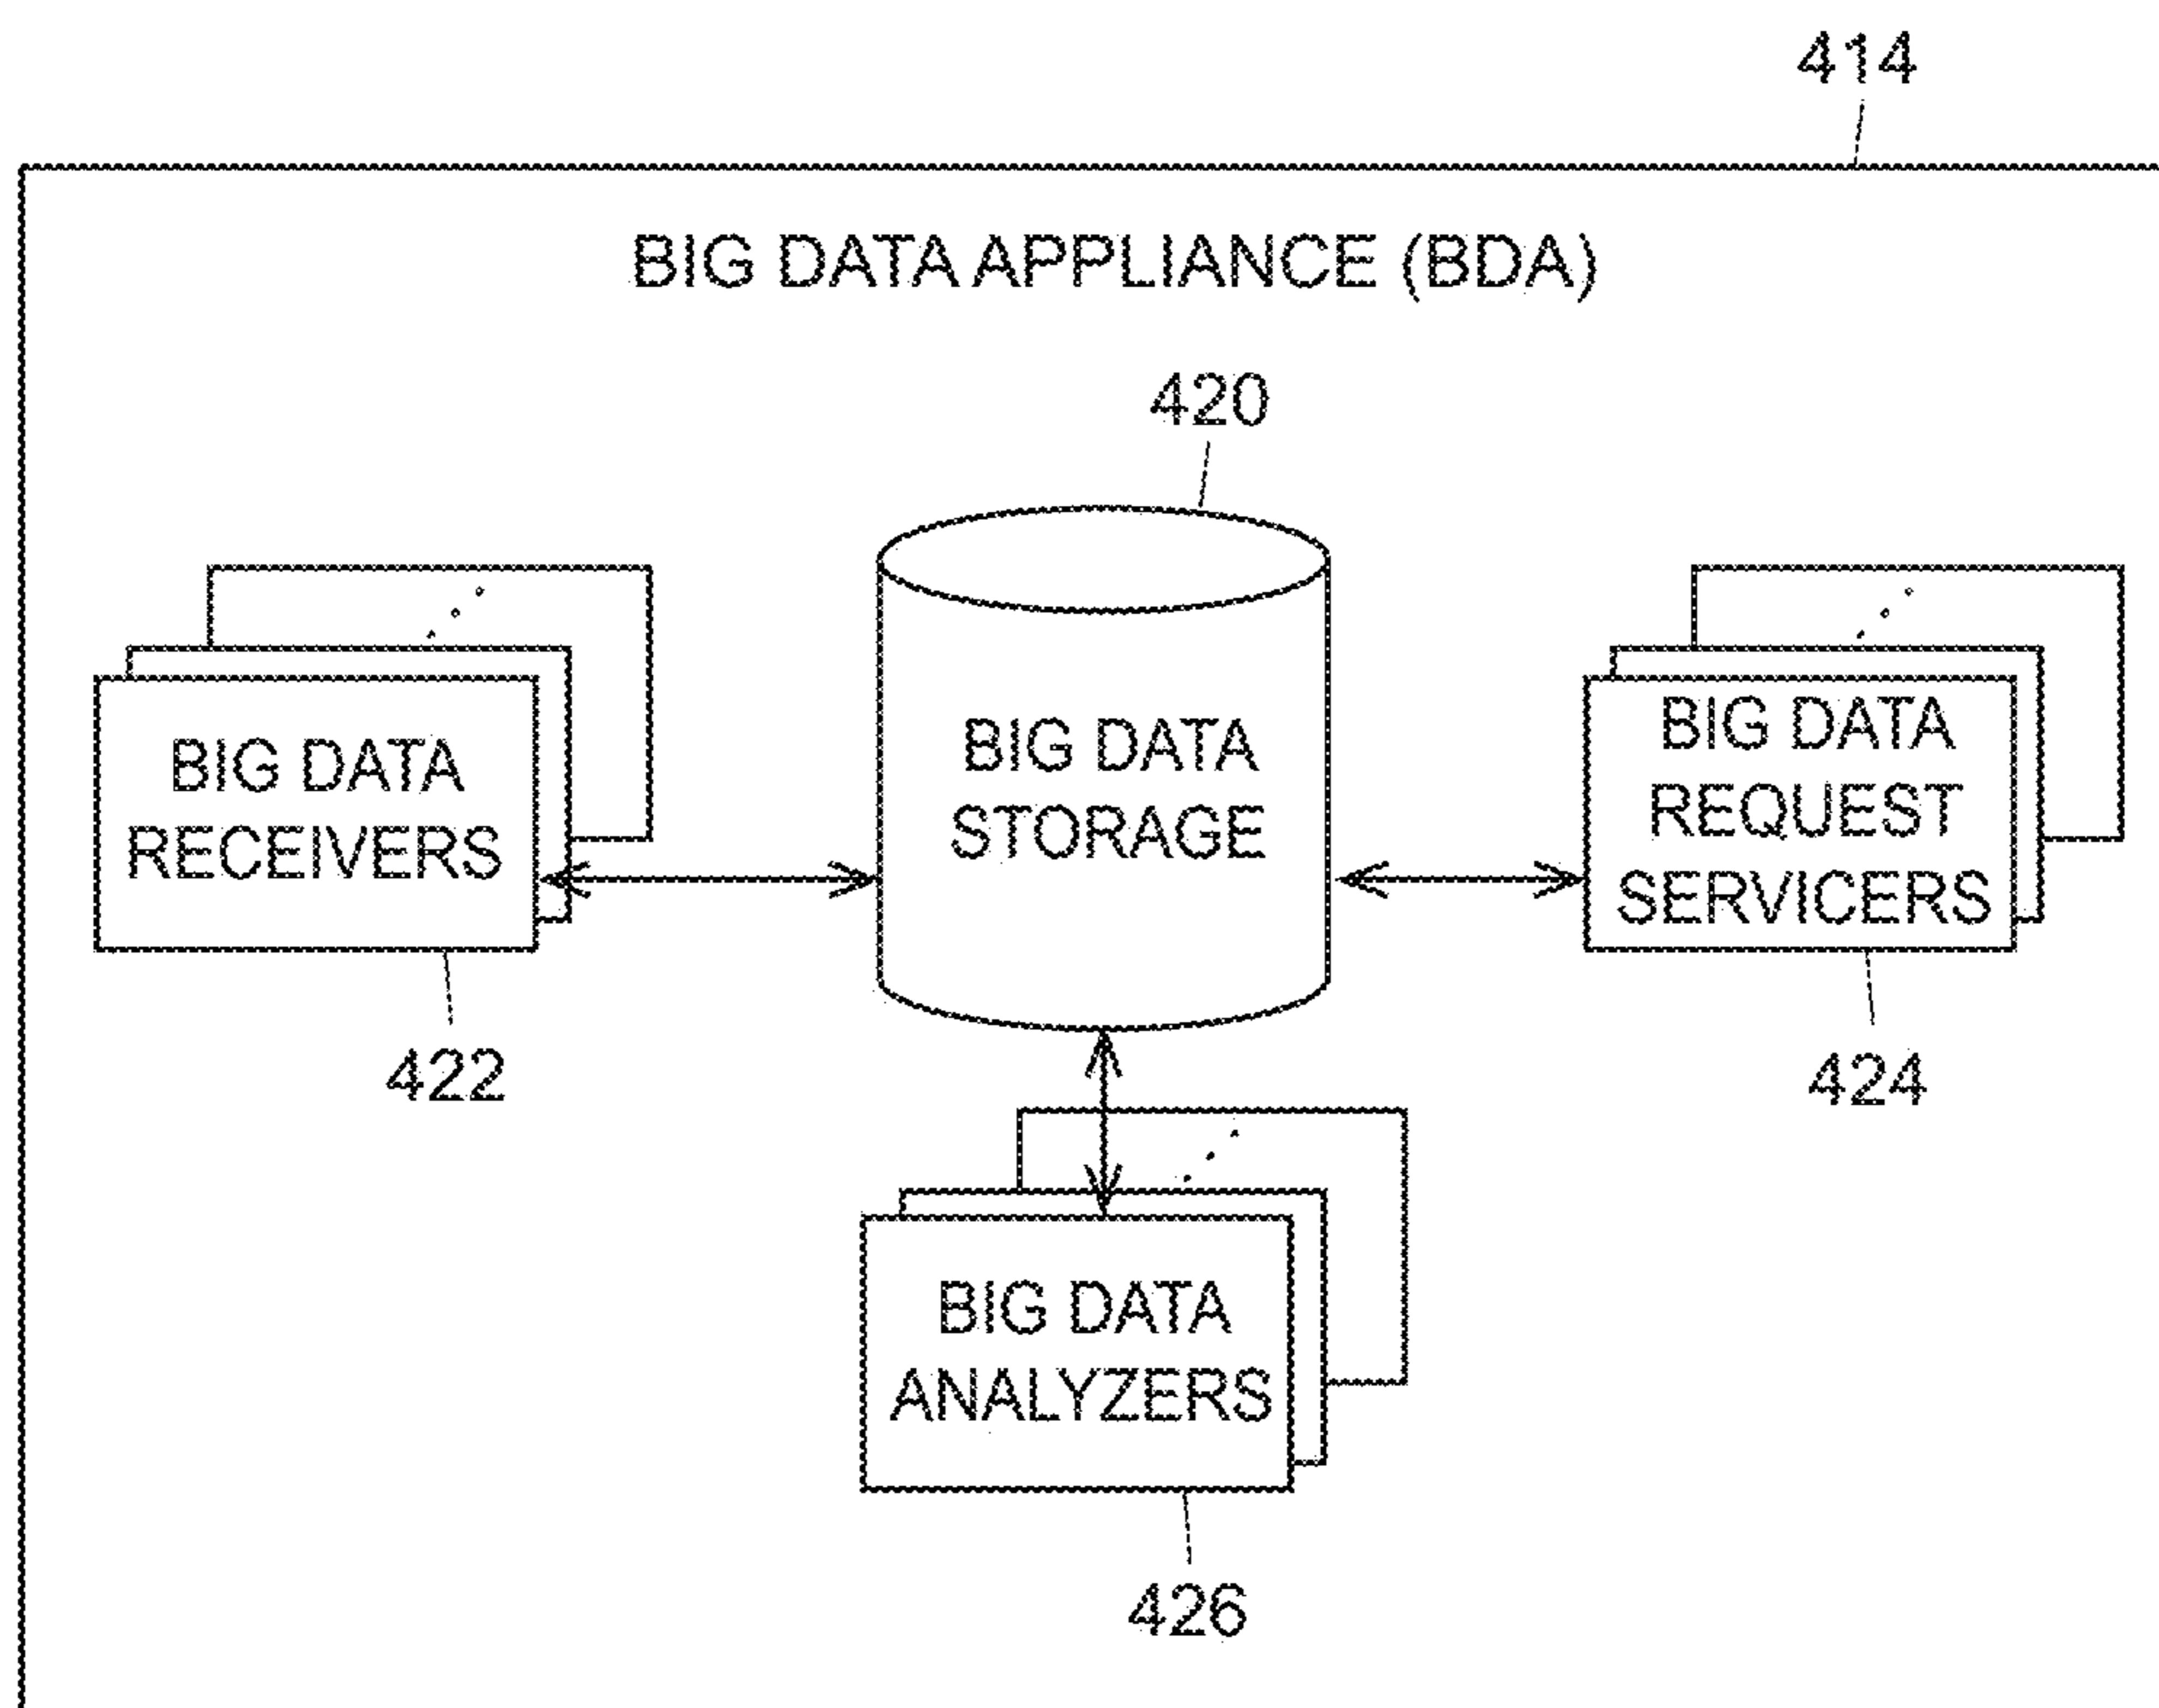 414
BIG DATA APPLIANCE (BDA)
420
BIG DATA
STORAGE
BIG DATA
RECEIVERS
BIG DATA
REQUEST
SERVICERS
422
424
BIG DATA
ANALYZERS
426